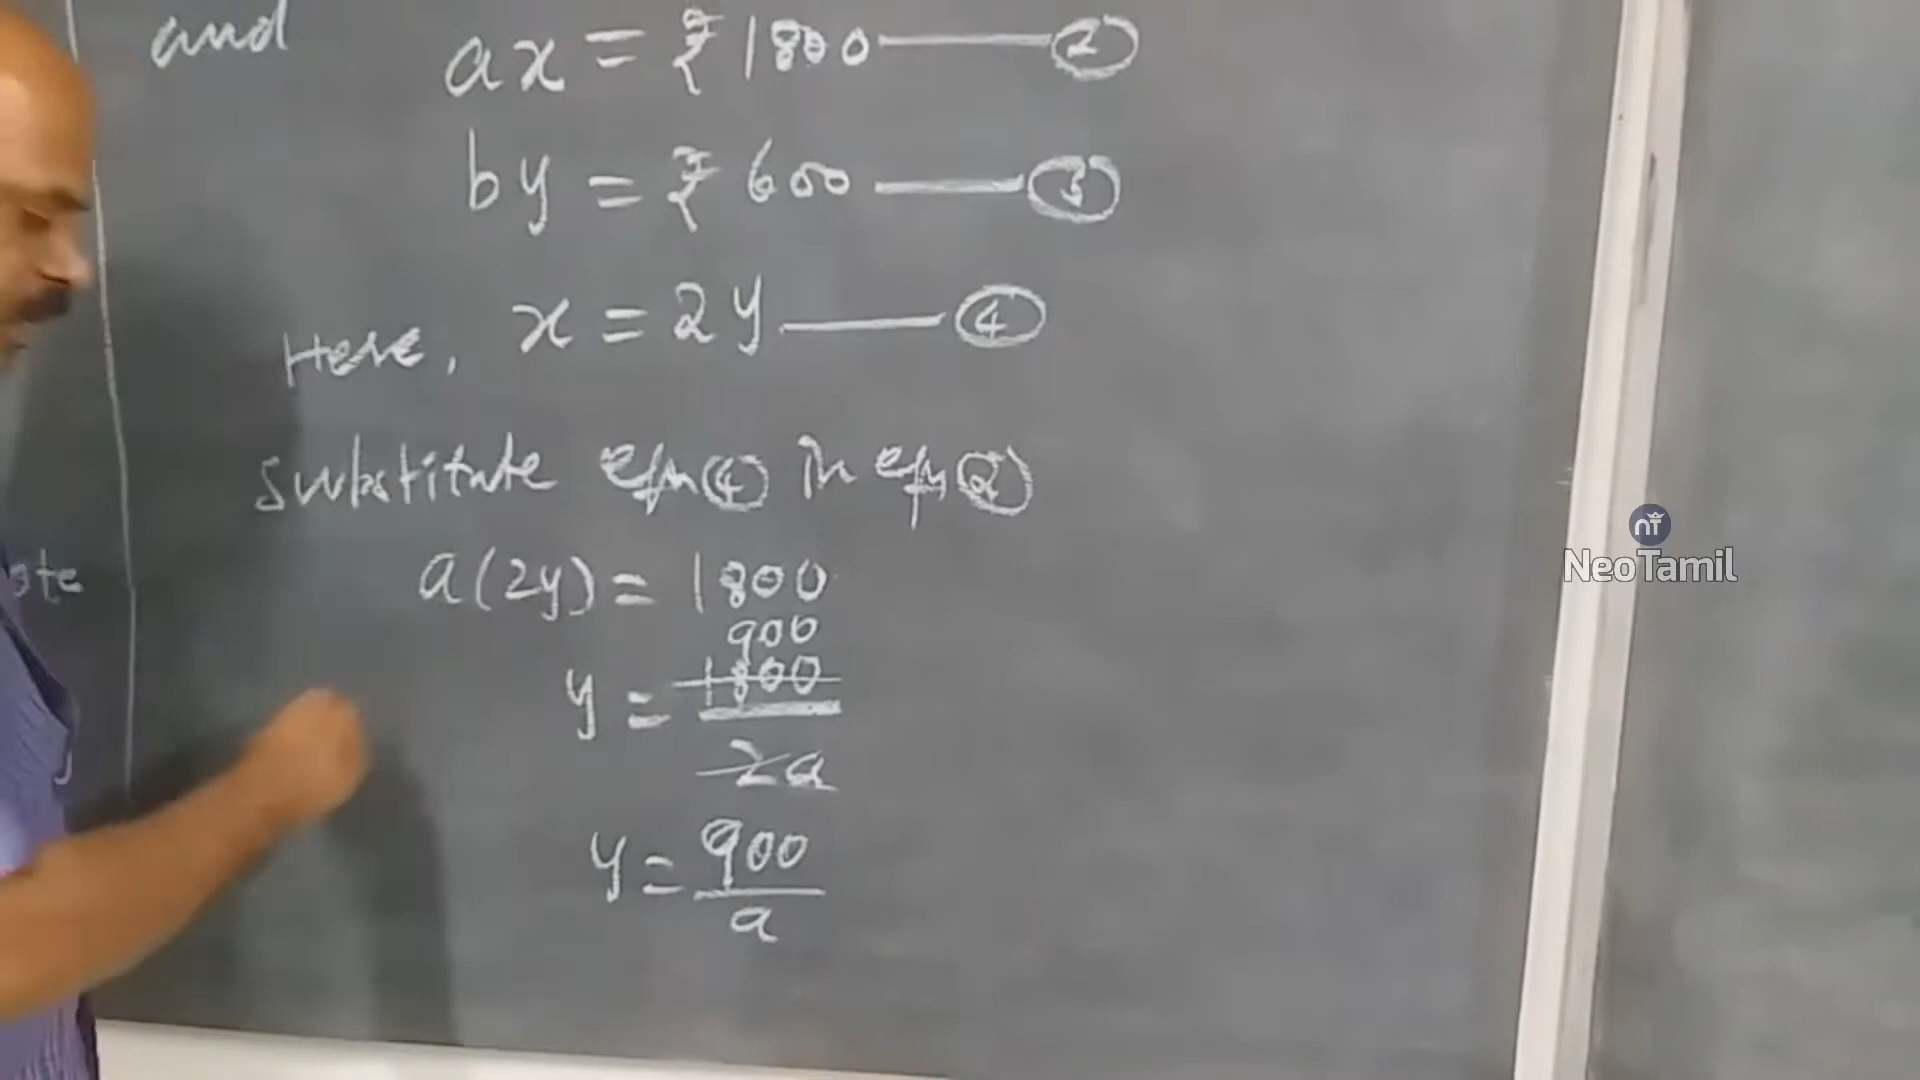 and ax = ₹1800 — ②
by = ₹600 — ③
Here, x = 2y — ④
Substitute eqn ④ in eqn ②
a(2y) = 1800
900
y = 1800
2a
y = 900
a
NeoTamil